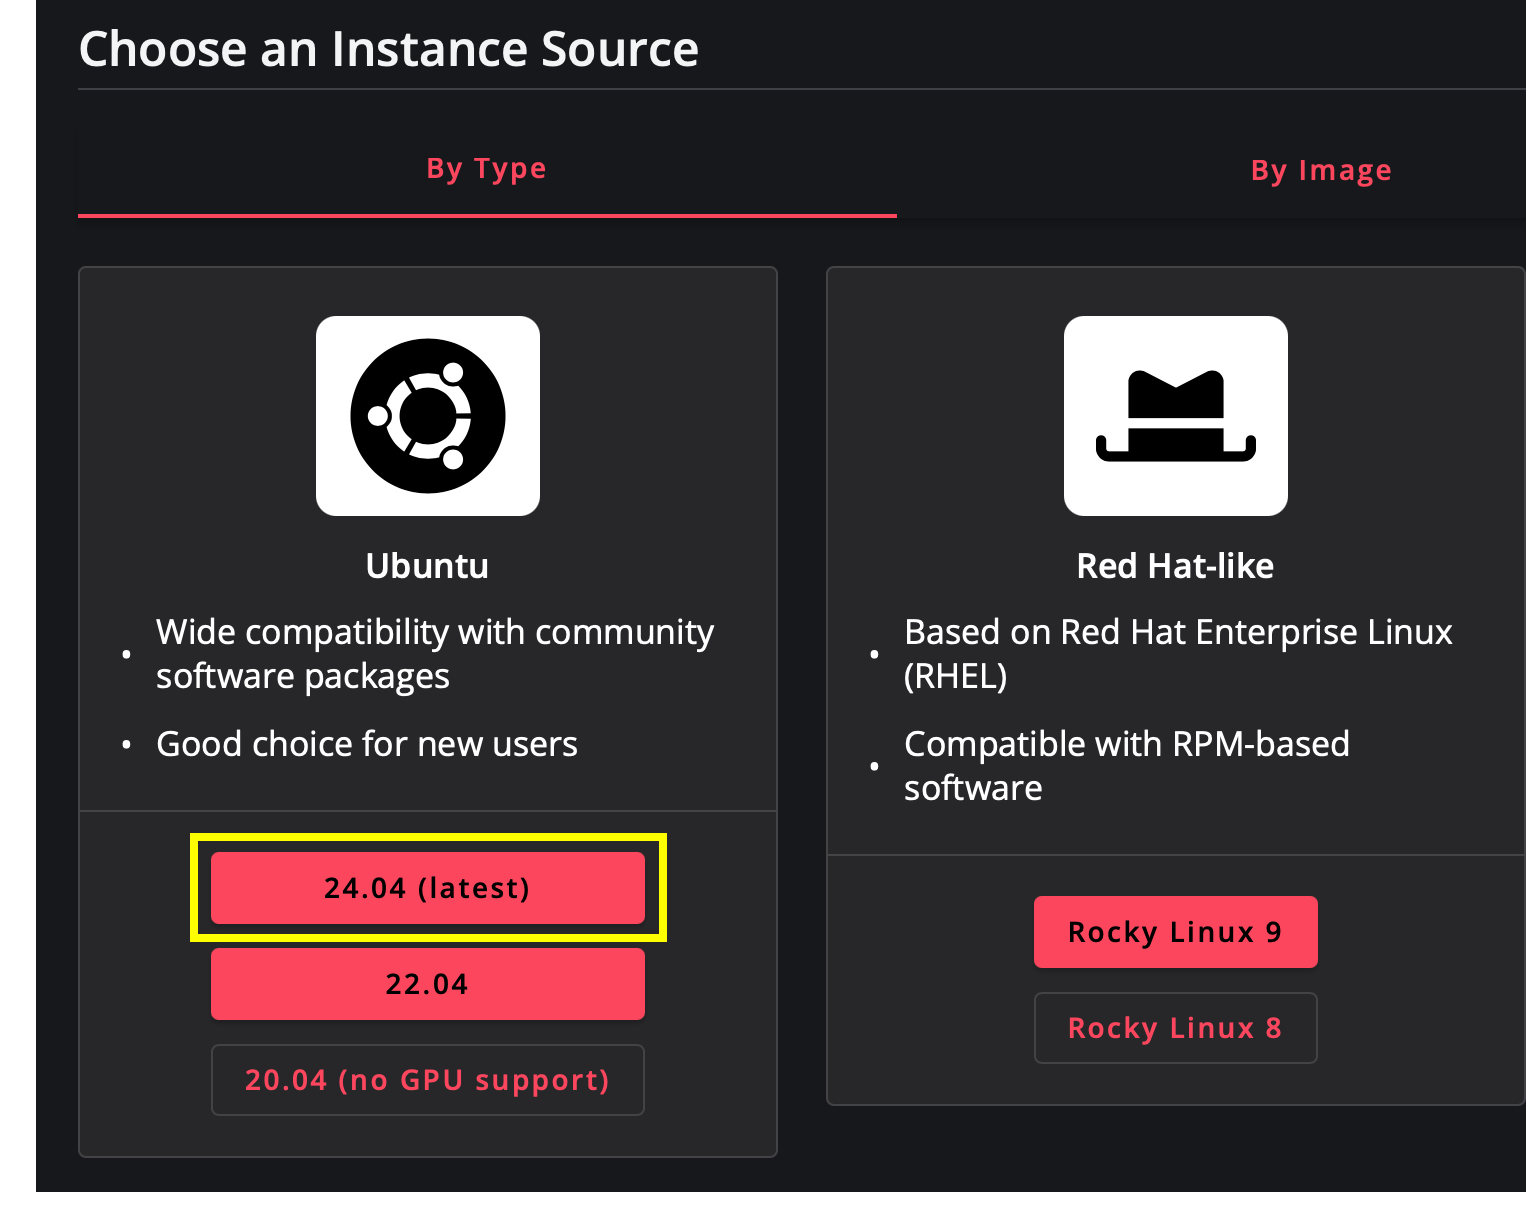 Choose an Instance Source
By Type
By Image
Ubuntu
• Wide compatibility with community
software packages
• Good choice for new users
24.04 (latest)
22.04
20.04 (no GPU support)
Red Hat-like
• Based on Red Hat Enterprise Linux
(RHEL)
• Compatible with RPM-based
software
Rocky Linux 9
Rocky Linux 8